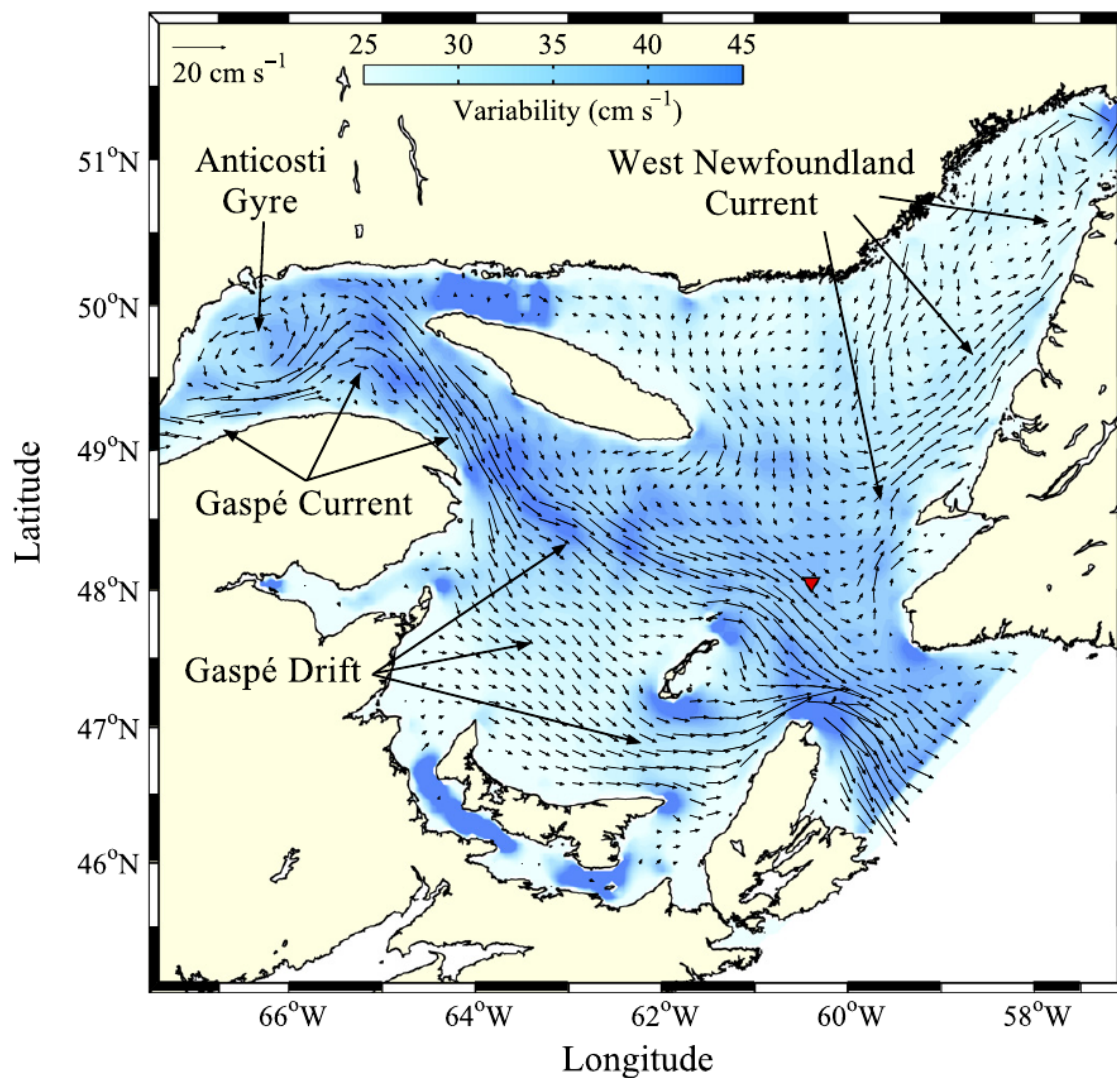 25 30 35 40 45
20 cm s⁻¹
Variability (cm s⁻¹)
Anticosti
Gyre
West Newfoundland
Current
51°N
50°N
49°N
48°N
47°N
46°N
Latitude
Gaspé Current
Gaspé Drift
66°W 64°W 62°W 60°W 58°W
Longitude